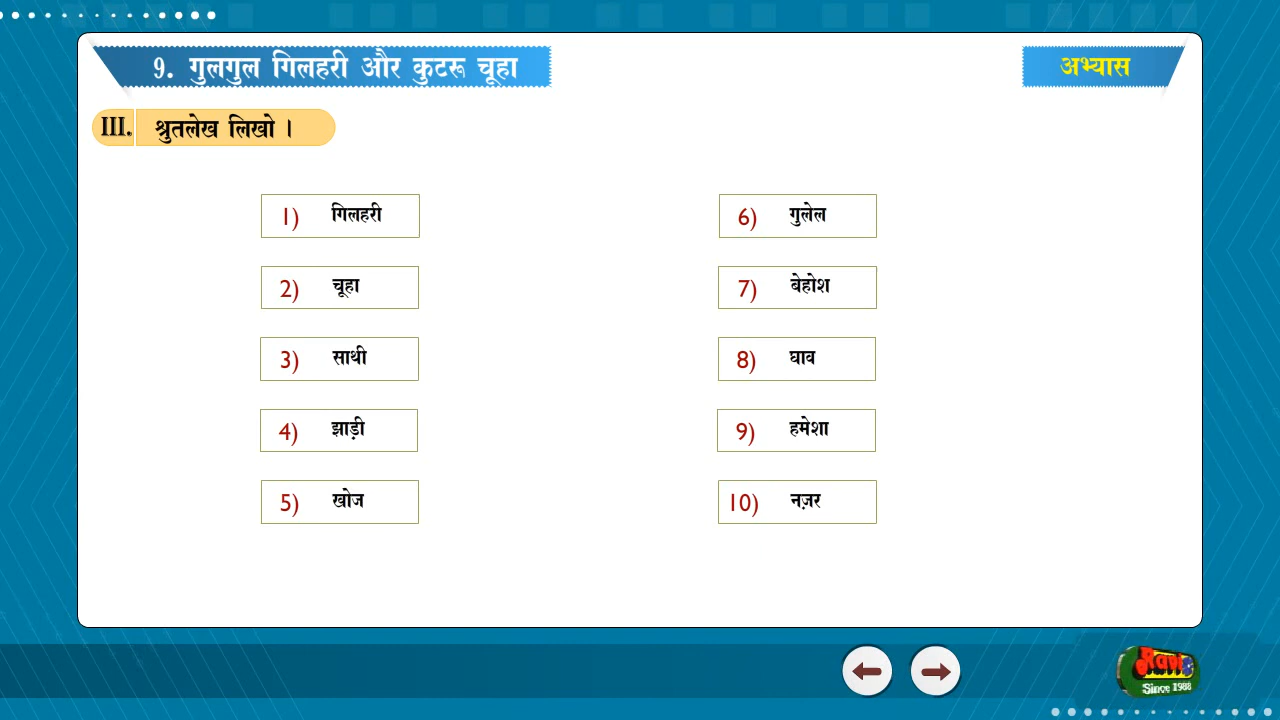 9. गुलगुल गिलहरी और कुटरू चूहा
अभ्यास
III. श्रुतलेख लिखो ।
1) गिलहरी
2) चूहा
3) साथी
4) झाड़ी
5) खोज
6) गुलेल
7) बेहोश
8) घाव
9) हमेशा
10) नज़र
Since 1988